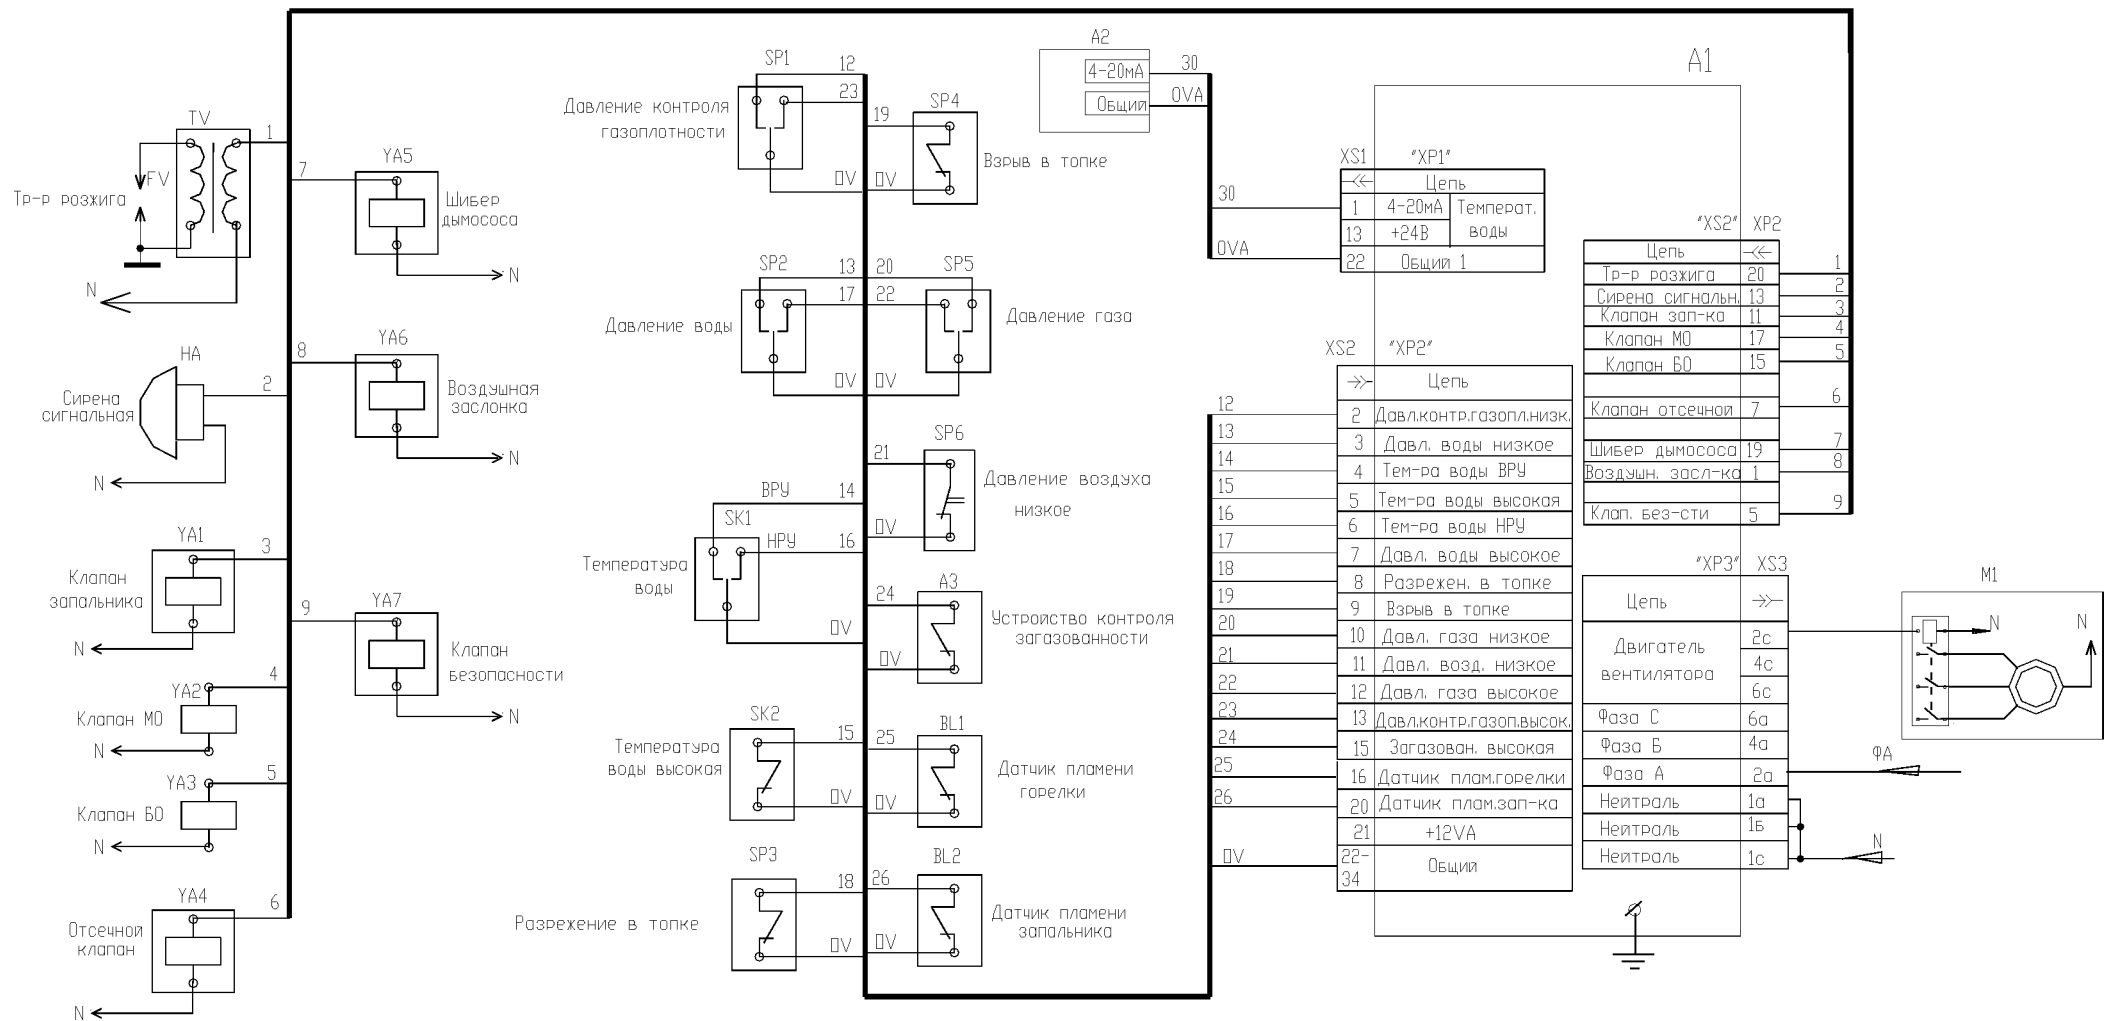 TV
1
FV
Тр-р розжига
N
HA
2
Сирена
сигнальная
N
YA1
3
Клапан
запальника
N
YA2
4
Клапан МО
N
YA3
5
Клапан БО
N
YA4
6
Отсечной
клапан
N
7
YA5
Шибер
дымососа
N
8
YA6
Воздушная
заслонка
N
9
YA7
Клапан
безопасности
N
SP1
12
23
Давление контроля
газоплотности
0V
19
SP4
Взрыв в топке
0V
SP2
13
17
Давление воды
0V
20
22
SP5
Давление газа
0V
21
SP6
Давление воздуха
низкое
0V
ВРУ
14
SK1
НРУ
16
Температура
воды
0V
24
A3
Устройство контроля
загазованности
0V
SK2
15
Температура
воды высокая
0V
25
BL1
Датчик пламени
горелки
0V
SP3
18
Разрежение в топке
0V
26
BL2
Датчик пламени
запальника
0V
A2
4-20мА
30
Общий
0VA
30
0VA
A1
XS1
"XP1"
Цепь
1 4-20мА Температ.
13 +24В воды
22 Общий 1
XS2
"XP2"
Цепь
12 2 Давл.контр.газопл.низк.
13 3 Давл. воды низкое
14 4 Тем-ра воды ВРУ
15 5 Тем-ра воды высокая
16 6 Тем-ра воды НРУ
17 7 Давл. воды высокое
18 8 Разрежен. в топке
19 9 Взрыв в топке
20 10 Давл. газа низкое
21 11 Давл. возд. низкое
22 12 Давл. газа высокое
23 13 Давл.контр.газоп.высок.
24 15 Загазован. высокая
25 16 Датчик плам.горелки
26 20 Датчик плам.зап-ка
21 +12VA
0V 22-
34
Общий
"XS2"
XP2
Цепь
Тр-р розжига 20 1
Сирена сигнальн. 13 2
Клапан зап-ка 11 3
Клапан МО 17 4
Клапан БО 15 5
Клапан отсечной 7 6
Шибер дымососа 19 7
Воздушн. засл-ка 1 8
Клап. без-сти 5 9
"XP3"
XS3
Цепь
Двигатель
вентилятора
2с
4с
6с
Фаза С 6а
Фаза Б 4а
Фаза А 2а
ФА
Нейтраль 1а
Нейтраль 1Б
Нейтраль 1с
N
M1
N
N